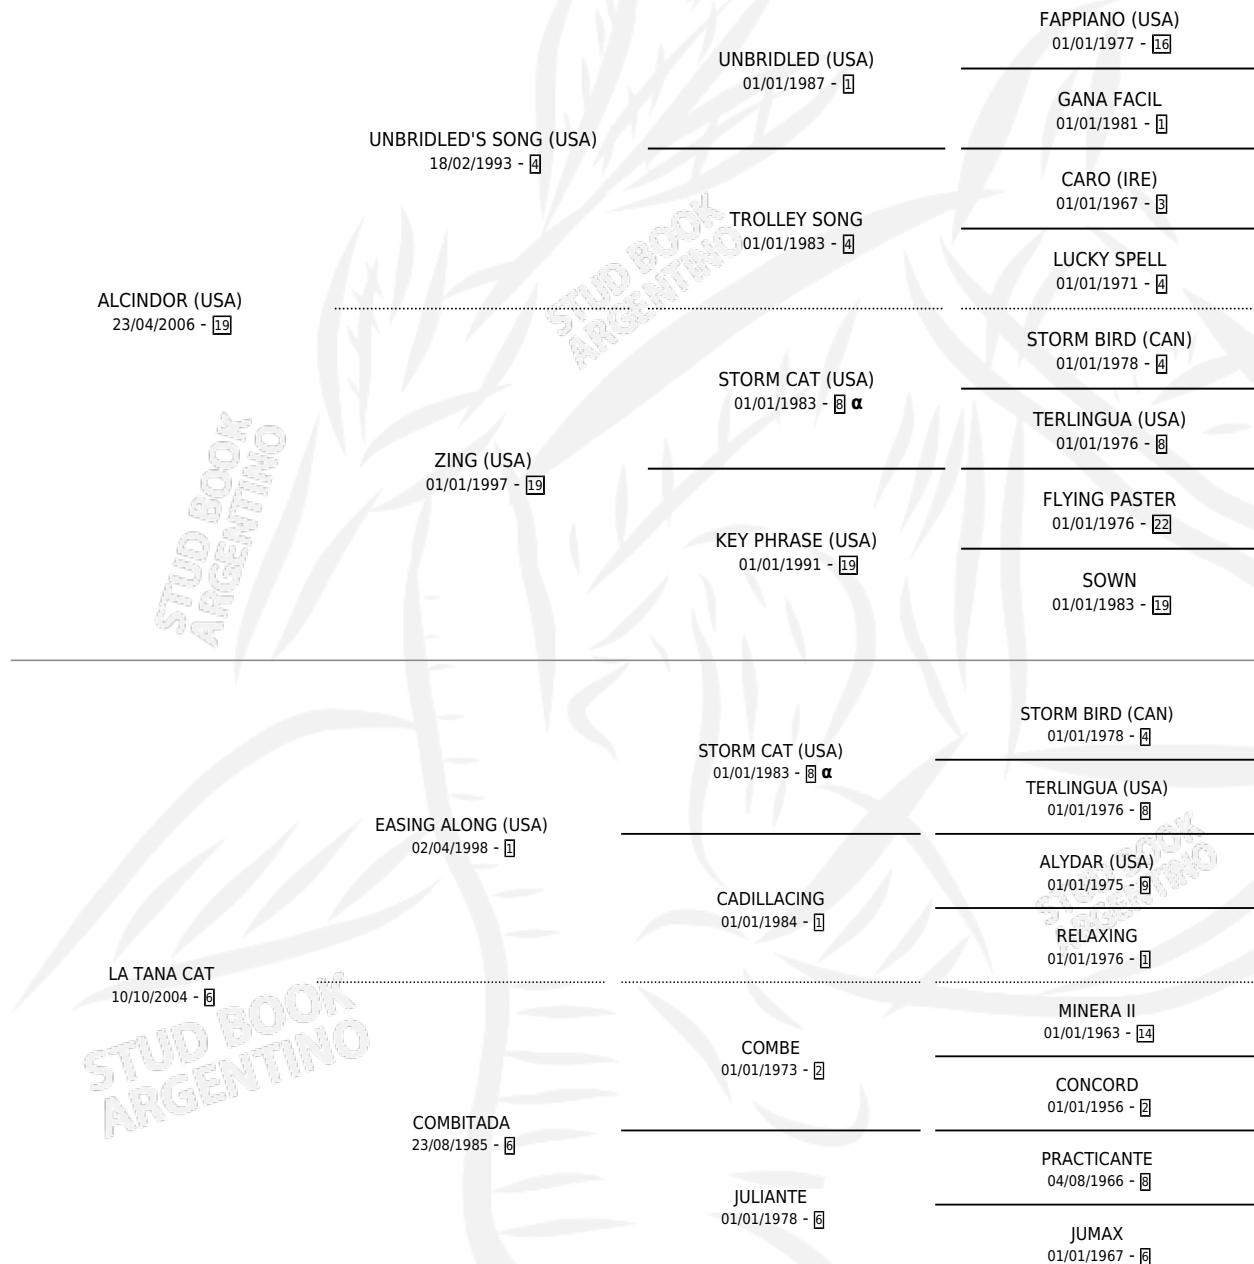 FAPPIANO (USA)
01/01/1977 - 16
UNBRIDLED (USA)
01/01/1987 - 1
GANA FACIL
01/01/1981 - 1
UNBRIDLED'S SONG (USA)
18/02/1993 - 4
CARO (IRE)
01/01/1967 - 3
TROLLEY SONG
01/01/1983 - 4
LUCKY SPELL
01/01/1971 - 4
ALCINDOR (USA)
23/04/2006 - 19
STORM BIRD (CAN)
01/01/1978 - 4
STORM CAT (USA)
01/01/1983 - 8 α
TERLINGUA (USA)
01/01/1976 - 8
ZING (USA)
01/01/1997 - 19
FLYING PASTER
01/01/1976 - 22
KEY PHRASE (USA)
01/01/1991 - 19
SOWN
01/01/1983 - 19
STORM BIRD (CAN)
01/01/1978 - 4
STORM CAT (USA)
01/01/1983 - 8 α
TERLINGUA (USA)
01/01/1976 - 8
EASING ALONG (USA)
02/04/1998 - 1
ALYDAR (USA)
01/01/1975 - 9
CADILLACING
01/01/1984 - 1
RELAXING
01/01/1976 - 1
LA TANA CAT
10/10/2004 - 6
MINERA II
01/01/1963 - 14
COMBE
01/01/1973 - 2
CONCORD
01/01/1956 - 2
COMBITADA
23/08/1985 - 6
PRACTICANTE
04/08/1966 - 8
JULIANTE
01/01/1978 - 6
JUMAX
01/01/1967 - 6
STUD BOOK
ARGENTINO
STUD BOOK
ARGENTINO
STUD BOOK
ARGENTINO
STUD BOOK
ARGENTINO